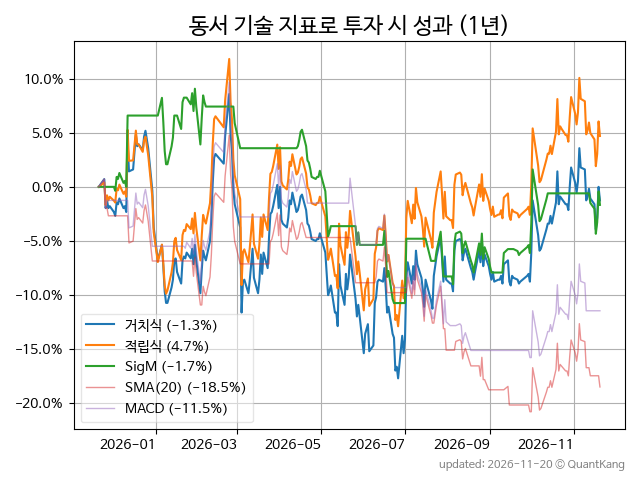 동서 기술 지표로 투자 시 성과 (1년)
10.0%
5.0%
0.0%
−5.0%
−10.0%
−15.0%
−20.0%
거치식 (−1.3%)
적립식 (4.7%)
SigM (−1.7%)
SMA(20) (−18.5%)
MACD (−11.5%)
2026−01 2026−03 2026−05 2026−07 2026−09 2026−11
updated: 2026−11−20 ⓒ QuantKang